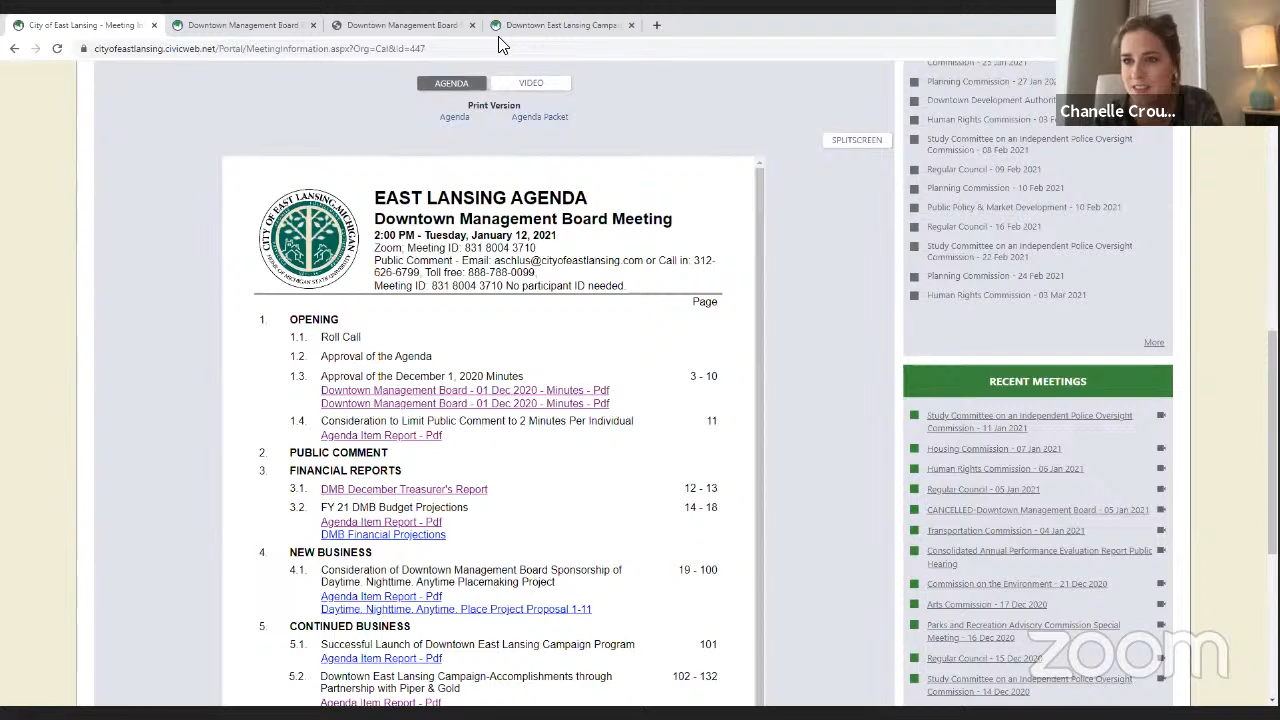 City of East Lansing - Meeting In
Downtown Management Board
Downtown Management Board
Downtown East Lansing Campa
cityofeastlansing.civicweb.net/Portal/MeetingInformation.aspx?Org=Cal&Id=447
AGENDA
VIDEO
Print Version
Agenda
Agenda Packet
SPLITSCREEN
EAST LANSING AGENDA
Downtown Management Board Meeting
2:00 PM - Tuesday, January 12, 2021
Zoom; Meeting ID: 831 8004 3710
Public Comment - Email: aschlus@cityofeastlansing.com or Call in: 312-
626-6799, Toll free: 888-788-0099,
Meeting ID: 831 8004 3710 No participant ID needed.
Page
1. OPENING
1.1. Roll Call
1.2. Approval of the Agenda
1.3. Approval of the December 1, 2020 Minutes 3 - 10
Downtown Management Board - 01 Dec 2020 - Minutes - Pdf
Downtown Management Board - 01 Dec 2020 - Minutes - Pdf
1.4. Consideration to Limit Public Comment to 2 Minutes Per Individual 11
Agenda Item Report - Pdf
2. PUBLIC COMMENT
3. FINANCIAL REPORTS
3.1. DMB December Treasurer's Report 12 - 13
3.2. FY 21 DMB Budget Projections 14 - 18
Agenda Item Report - Pdf
DMB Financial Projections
4. NEW BUSINESS
4.1. Consideration of Downtown Management Board Sponsorship of 19 - 100
Daytime, Nighttime, Anytime Placemaking Project
Agenda Item Report - Pdf
Daytime, Nighttime, Anytime, Place Project Proposal 1-11
5. CONTINUED BUSINESS
5.1. Successful Launch of Downtown East Lansing Campaign Program 101
Agenda Item Report - Pdf
5.2. Downtown East Lansing Campaign-Accomplishments through 102 - 132
Partnership with Piper & Gold
Agenda Item Report - Pdf
Commission - 25 Jan 2021
Planning Commission - 27 Jan 202
Downtown Development Authorit
Human Rights Commission - 03 F
Study Committee on an Independent Police Oversight
Commission - 08 Feb 2021
Regular Council - 09 Feb 2021
Planning Commission - 10 Feb 2021
Public Policy & Market Development - 10 Feb 2021
Regular Council - 16 Feb 2021
Study Committee on an Independent Police Oversight
Commission - 22 Feb 2021
Planning Commission - 24 Feb 2021
Human Rights Commission - 03 Mar 2021
More
RECENT MEETINGS
Study Committee on an Independent Police Oversight
Commission - 11 Jan 2021
Housing Commission - 07 Jan 2021
Human Rights Commission - 06 Jan 2021
Regular Council - 05 Jan 2021
CANCELLED-Downtown Management Board - 05 Jan 2021
Transportation Commission - 04 Jan 2021
Consolidated Annual Performance Evaluation Report Public
Hearing
Commission on the Environment - 21 Dec 2020
Arts Commission - 17 Dec 2020
Parks and Recreation Advisory Commission Special
Meeting - 16 Dec 2020
Regular Council - 15 Dec 2020
Study Committee on an Independent Police Oversight
Commission - 14 Dec 2020
Chanelle Crou...
zoom